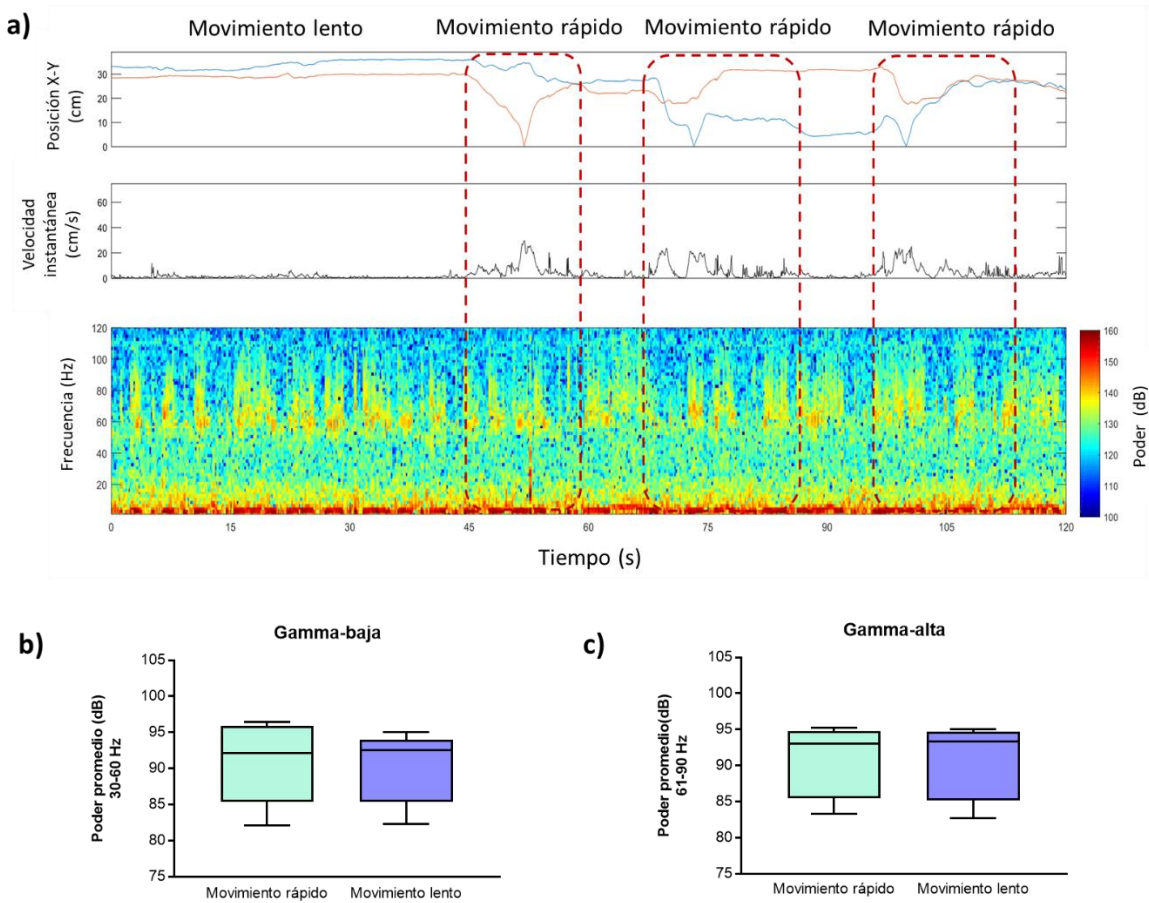 a)
Movimiento lento
Movimiento rápido
Movimiento rápido
Movimiento rápido
Posición X-Y
(cm)
30
20
10
0
Velocidad
instantánea
(cm/s)
60
40
20
0
Frecuencia (Hz)
120
100
80
60
40
20
0
15
30
45
60
75
90
105
120
Tiempo (s)
160
150
140
130
120
110
100
Poder (dB)
b)
Gamma-baja
Poder promedio (dB)
30-60 Hz
105
100
95
90
85
80
75
Movimiento rápido
Movimiento lento
c)
Gamma-alta
Poder promedio(dB)
61-90 Hz
105
100
95
90
85
80
75
Movimiento rápido
Movimiento lento